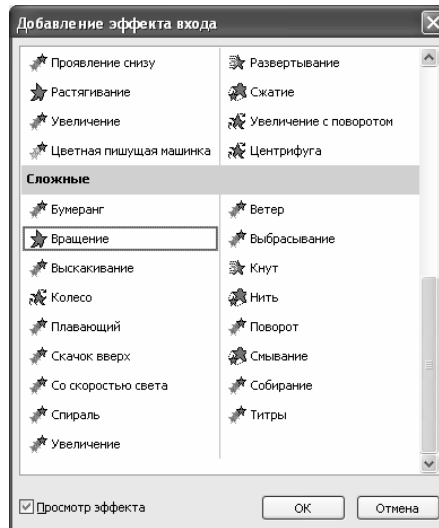 Добавление эффекта входа
Проявление снизу
Развертывание
Растягивание
Сжатие
Увеличение
Увеличение с поворотом
Цветная пишущая машинка
Центрифуга
Сложные
Бумеранг
Ветер
Вращение
Выбрасывание
Выскакивание
Кнут
Колесо
Нить
Плавающий
Поворот
Скачок вверх
Смывание
Со скоростью света
Собирание
Спираль
Титры
Увеличение
Просмотр эффекта
ОК
Отмена